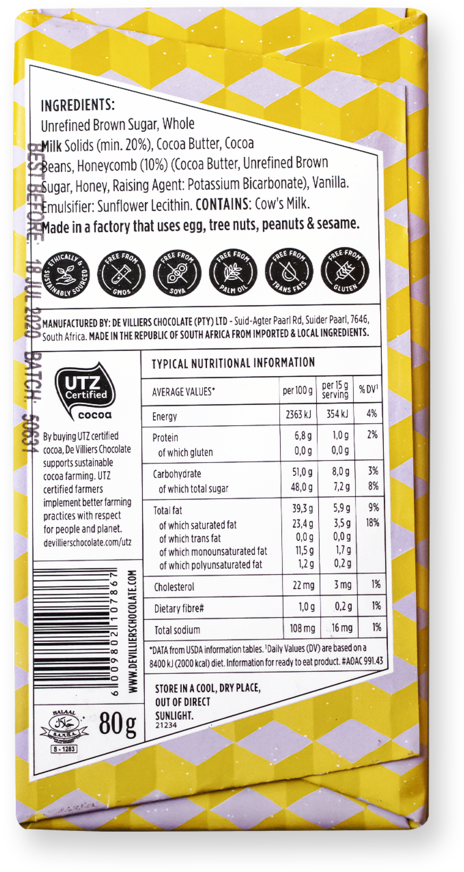 INGREDIENTS:
Unrefined Brown Sugar, Whole
Milk Solids (min. 20%), Cocoa Butter, Cocoa
Beans, Honeycomb (10%) (Cocoa Butter, Unrefined Brown
Sugar, Honey, Raising Agent: Potassium Bicarbonate), Vanilla.
Emulsifier: Sunflower Lecithin. CONTAINS: Cow's Milk.
Made in a factory that uses egg, tree nuts, peanuts & sesame.
BEST BEFORE: 18 JUL 2020 BATCH: 50631
ETHICALLY & SUSTAINABLY SOURCED
FREE FROM GMOS
FREE FROM SOYA
FREE FROM PALM OIL
FREE FROM TRANS FATS
FREE FROM GLUTEN
MANUFACTURED BY: DE VILLIERS CHOCOLATE (PTY) LTD - Suid-Agter Paarl Rd, Suider Paarl, 7646,
South Africa. MADE IN THE REPUBLIC OF SOUTH AFRICA FROM IMPORTED & LOCAL INGREDIENTS.
UTZ
Certified
cocoa
By buying UTZ certified
cocoa, De Villiers Chocolate
supports sustainable
cocoa farming. UTZ
certified farmers
implement better farming
practices with respect
for people and planet.
devillierschocolate.com/utz
TYPICAL NUTRITIONAL INFORMATION
AVERAGE VALUES* per 100 g per 15 g serving %DV¹
Energy 2363 kJ 354 kJ 4%
Protein 6,8 g 1,0 g 2%
of which gluten 0,0 g 0,0 g
Carbohydrate 51,0 g 8,0 g 3%
of which total sugar 48,0 g 7,2 g 8%
Total fat 39,3 g 5,9 g 9%
of which saturated fat 23,4 g 3,5 g 18%
of which trans fat 0,0 g 0,0 g
of which monounsaturated fat 11,5 g 1,7 g
of which polyunsaturated fat 1,2 g 0,2 g
Cholesterol 22 mg 3 mg 1%
Dietary fibre# 1,0 g 0,2 g 1%
Total sodium 108 mg 16 mg 1%
*DATA from USDA information tables. ¹Daily Values (DV) are based on a
8400 kJ (2000 kcal) diet. Information for ready to eat product. #AOAC 991.43
6009802107867
WWW.DEVILLIERSCHOCOLATE.COM
STORE IN A COOL, DRY PLACE,
OUT OF DIRECT
SUNLIGHT.
21234
HALAAL
حلال
S - 1283
80g